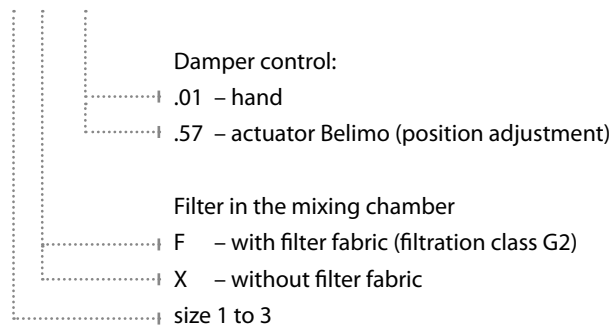 Damper control:
.01 – hand
.57 – actuator Belimo (position adjustment)
Filter in the mixing chamber
F – with filter fabric (filtration class G2)
X – without filter fabric
size 1 to 3